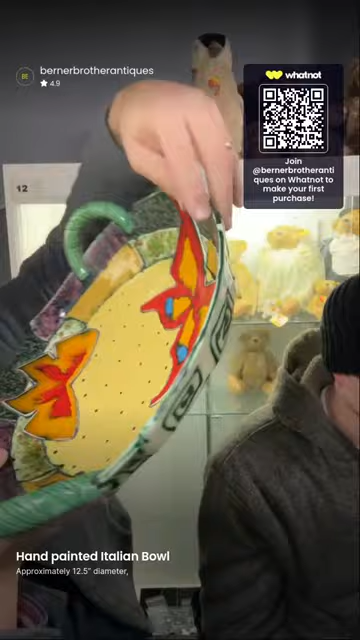 bernerbrotherantiques
4.9
whatnot
Join
@bernerbrotheranti
ques on Whatnot to
make your first
purchase!
12
Hand painted Italian Bowl
Approximately 12.5" diameter,